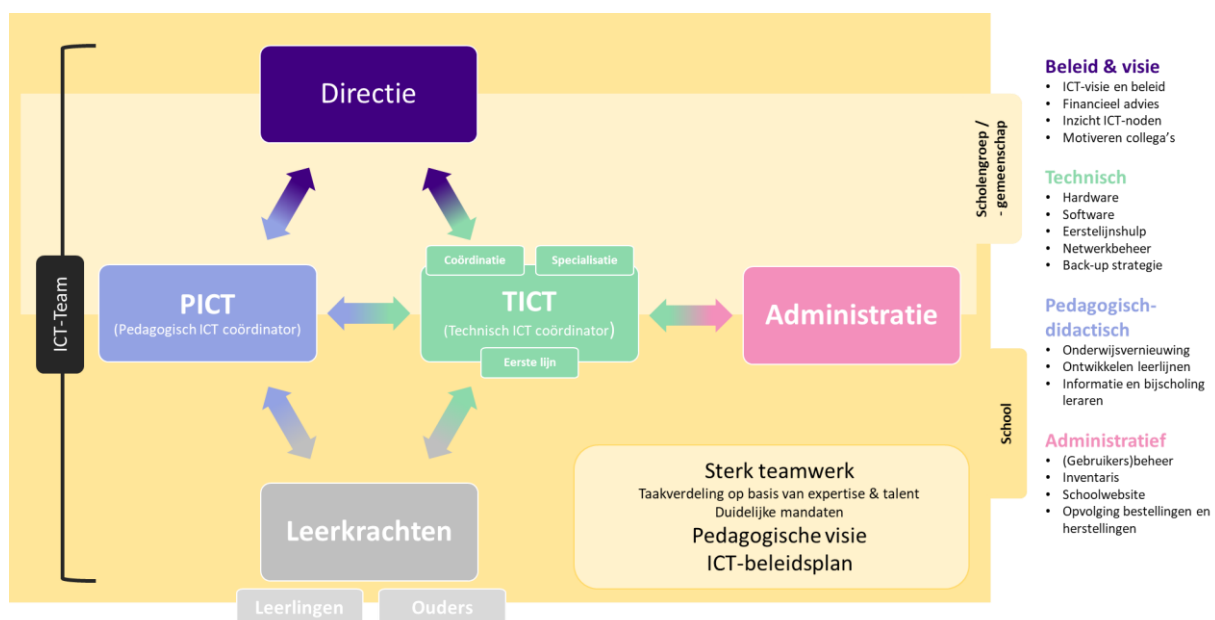 Directie
Scholengroep /
- gemeenschap
ICT-Team
Coördinatie
Specialisatie
PICT
(Pedagogisch ICT coördinator)
TICT
(Technisch ICT coördinator)
Eerste lijn
Administratie
School
Leerkrachten
Leerlingen
Ouders
Sterk teamwerk
Taakverdeling op basis van expertise & talent
Duidelijke mandaten
Pedagogische visie
ICT-beleidsplan
Beleid & visie
• ICT-visie en beleid
• Financieel advies
• Inzicht ICT-noden
• Motiveren collega's
Technisch
• Hardware
• Software
• Eerstelijnshulp
• Netwerkbeheer
• Back-up strategie
Pedagogisch-
didactisch
• Onderwijsvernieuwing
• Ontwikkelen leerlijnen
• Informatie en bijscholing
leraren
Administratief
• (Gebruikers)beheer
• Inventaris
• Schoolwebsite
• Opvolging bestellingen en
herstellingen